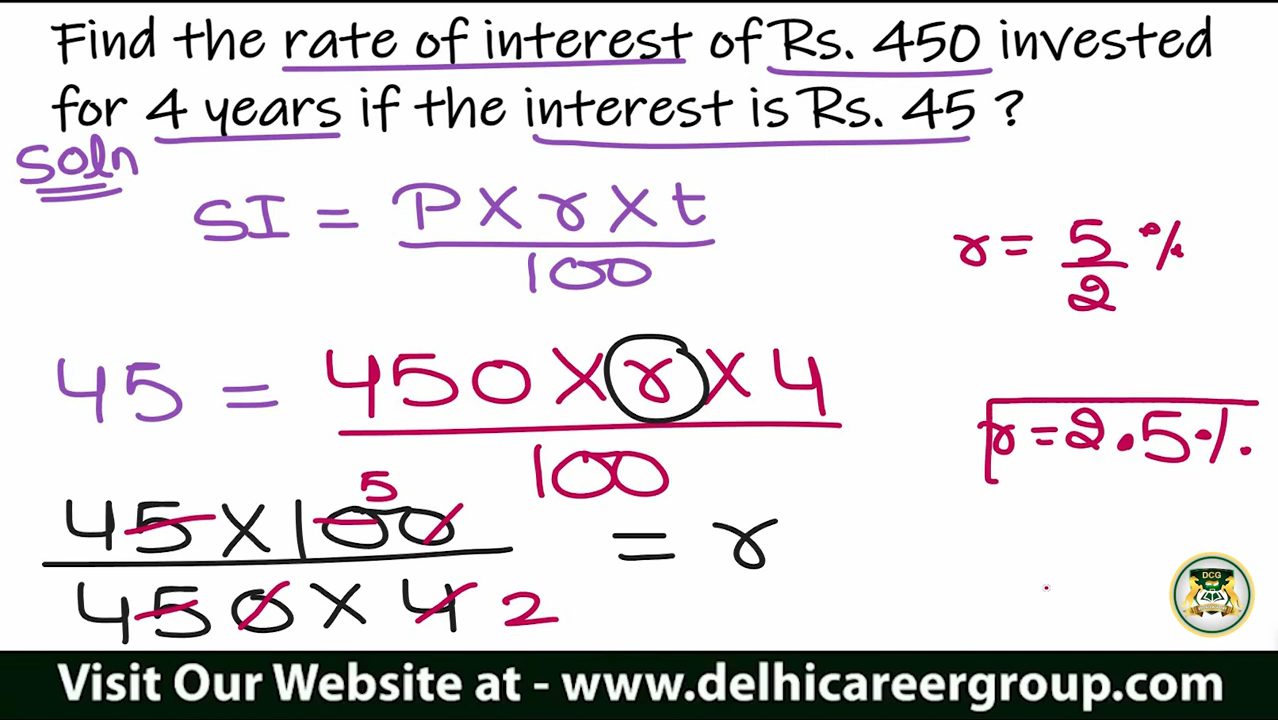 Find the rate of interest of Rs. 450 invested
for 4 years if the interest is Rs. 45 ?
Soln
SI = P X r X t
100
r = 5 %
2
45 = 450 X r X 4
100
r = 2.5%.
5
45 X 100 = r
450 X 4 2
DCG
Visit Our Website at - www.delhicareergroup.com